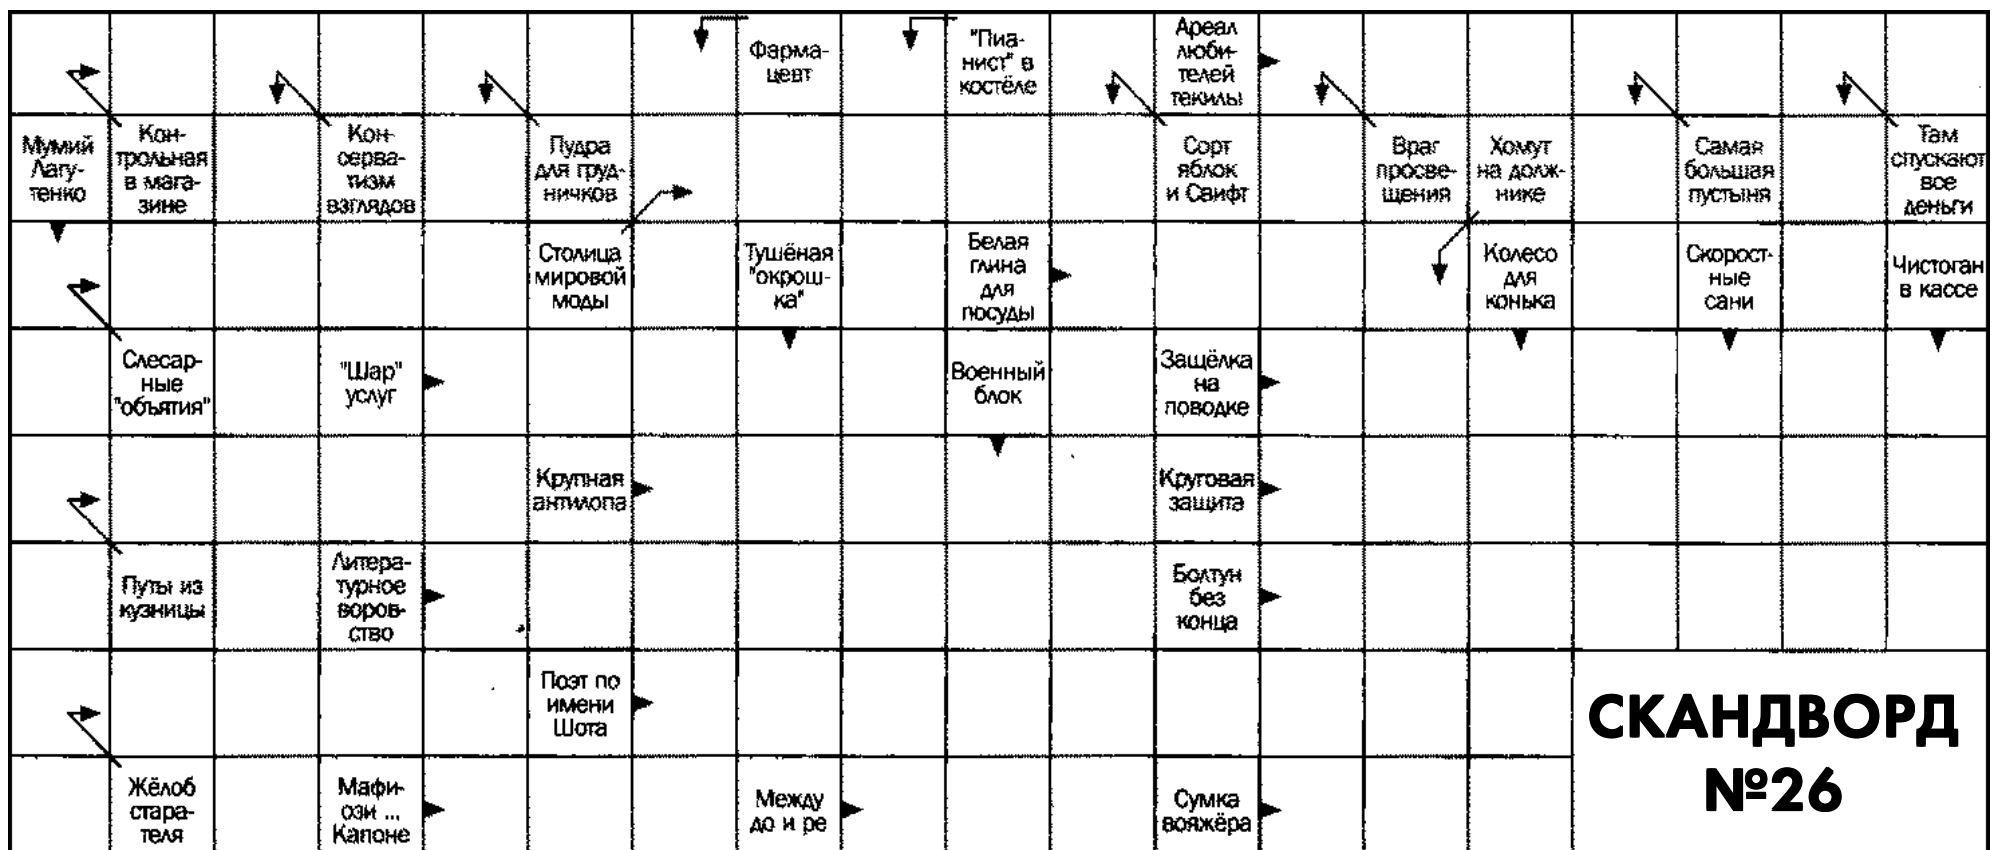 Фарма-
цевт
"Пиа-
нист" в
костёле
Ареал
люби-
телей
текилы
Мумий
Лагу-
тенко
Кон-
трольная
в мага-
зине
Кон-
серва-
тизм
взглядов
Пудра
для груд-
ничков
Сорт
яблок
и Свифт
Враг
просве-
щения
Хомут
на долж-
нике
Самая
большая
пустыня
Там
спускают
все
деньги
Столица
мировой
моды
Тушёная
"окрош-
ка"
Белая
глина
для
посуды
Колесо
для
конька
Скорост-
ные
сани
Чистоган
в кассе
Слесар-
ные
"объятия"
"Шар"
услуг
Военный
блок
Защёлка
на
поводке
Крупная
антилопа
Круговая
защита
Путы из
кузницы
Литера-
турное
воров-
ство
Болтун
без
конца
Поэт по
имени
Шота
СКАНДВОРД
№26
Жёлоб
стара-
теля
Мафи-
ози ...
Капоне
Между
до и ре
Сумка
вояжёра